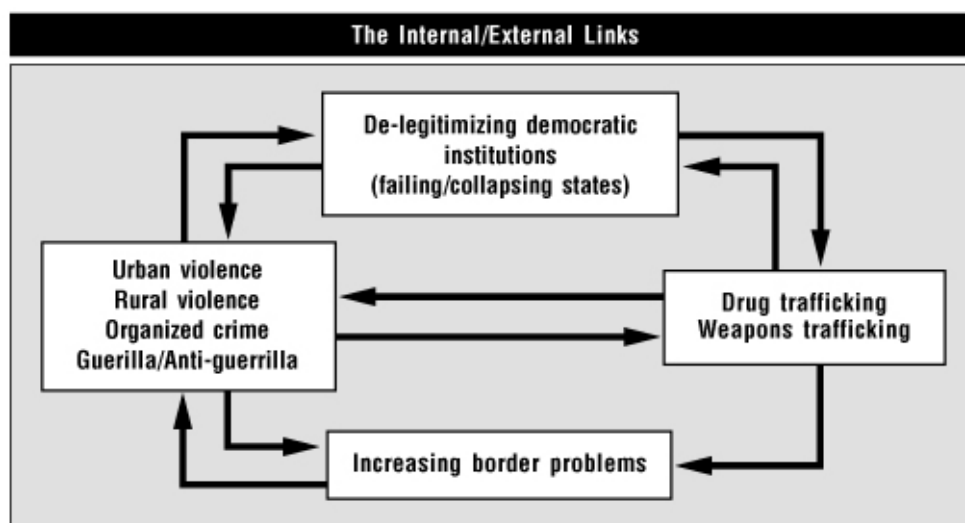 The Internal/External Links
De-legitimizing democratic
institutions
(failing/collapsing states)
Urban violence
Rural violence
Organized crime
Guerilla/Anti-guerrilla
Drug trafficking
Weapons trafficking
Increasing border problems